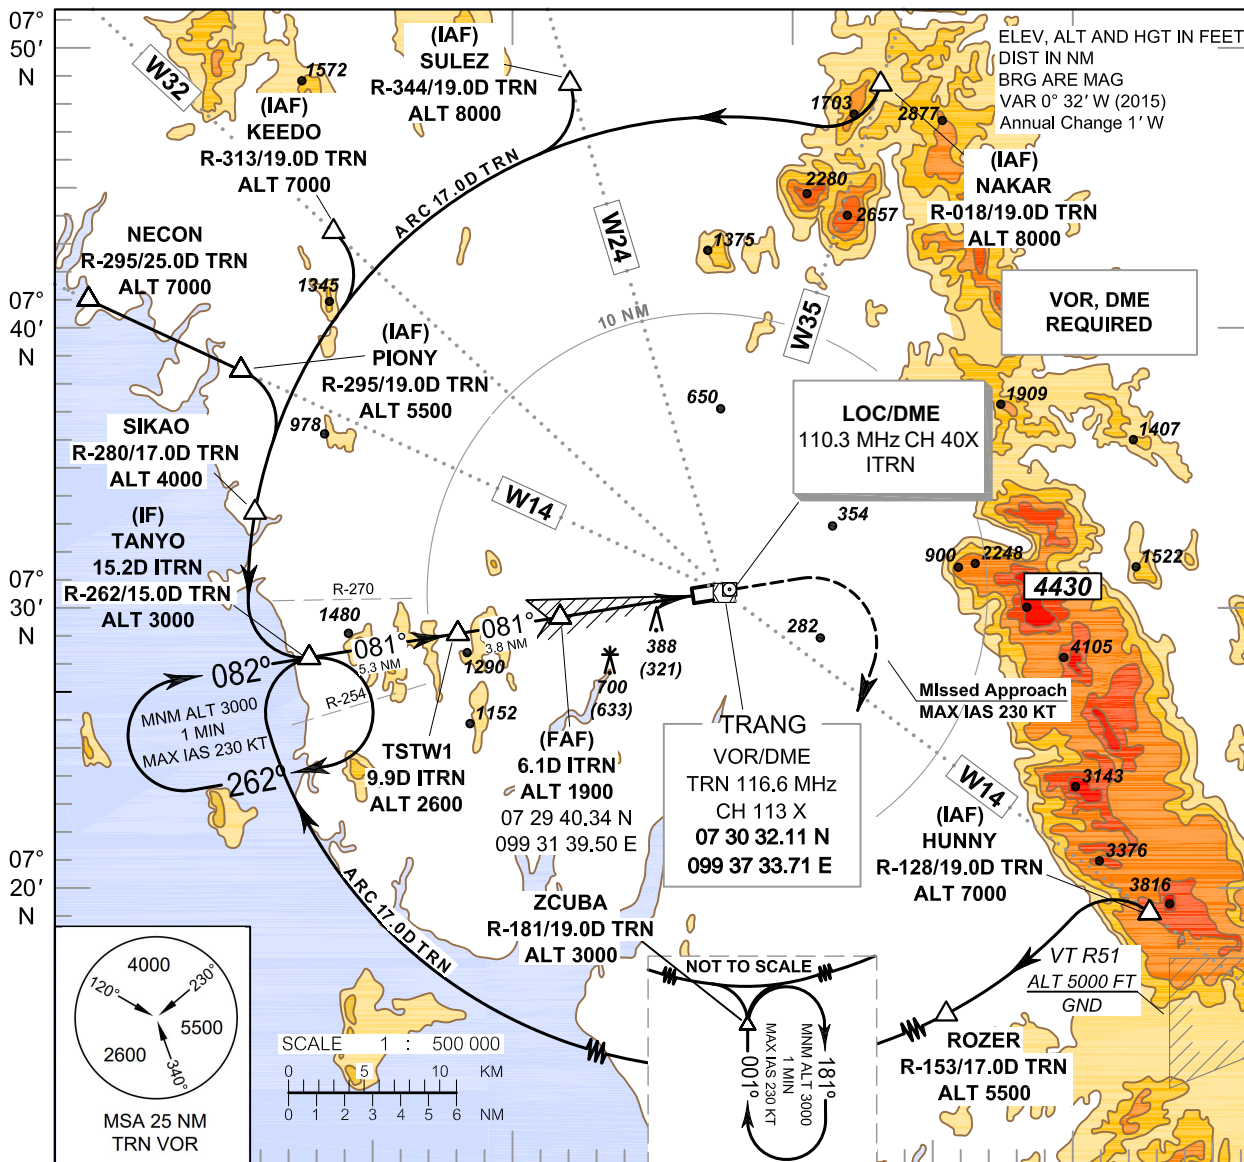 07°
50′
N
W32
1572
(IAF)
SULEZ
R-344/19.0D TRN
ALT 8000
(IAF)
KEEDO
R-313/19.0D TRN
ALT 7000
ARC 17.0D TRN
1703
2877
ELEV, ALT AND HGT IN FEET
DIST IN NM
BRG ARE MAG
VAR 0° 32′ W (2015)
Annual Change 1′ W
(IAF)
NAKAR
R-018/19.0D TRN
ALT 8000
2280
2657
1375
W24
W35
NECON
R-295/25.0D TRN
ALT 7000
1345
07°
40′
N
10 NM
VOR, DME
REQUIRED
(IAF)
PIONY
R-295/19.0D TRN
ALT 5500
650
978
LOC/DME
110.3 MHz CH 40X
ITRN
1909
1407
SIKAO
R-280/17.0D TRN
ALT 4000
W14
354
(IF)
TANYO
15.2D ITRN
R-262/15.0D TRN
ALT 3000
900
2248
1522
4430
07°
30′
N
R-270
1480
081°
5.3 NM
081°
3.8 NM
1290
388
(321)
282
4105
700
(633)
082°
MNM ALT 3000
1 MIN
MAX IAS 230 KT
262°
R-254
1152
MIssed Approach
MAX IAS 230 KT
TSTW1
9.9D ITRN
ALT 2600
(FAF)
6.1D ITRN
ALT 1900
07 29 40.34 N
099 31 39.50 E
TRANG
VOR/DME
TRN 116.6 MHz
CH 113 X
07 30 32.11 N
099 37 33.71 E
W14
3143
(IAF)
HUNNY
R-128/19.0D TRN
ALT 7000
3376
3816
07°
20′
N
ARC 17.0D TRN
ZCUBA
R-181/19.0D TRN
ALT 3000
NOT TO SCALE
001°
MAX IAS 230 KT
1 MIN
MNM ALT 3000
181°
VT R51
ALT 5000 FT
GND
ROZER
R-153/17.0D TRN
ALT 5500
4000
120°
230°
5500
2600
340°
MSA 25 NM
TRN VOR
SCALE 1 : 500 000
0 5 10 KM
0 1 2 3 4 5 6 NM